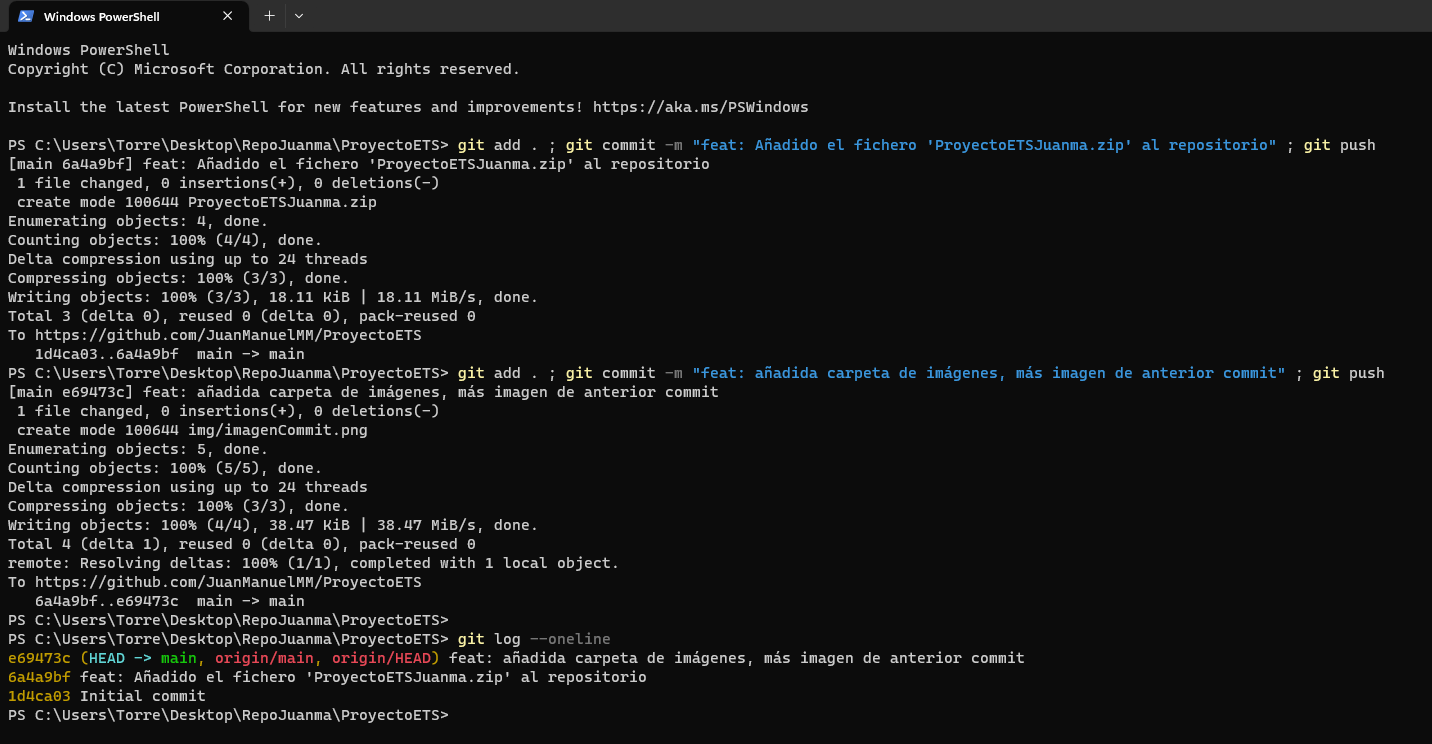 Windows PowerShell
Windows PowerShell
Copyright (C) Microsoft Corporation. All rights reserved.
Install the latest PowerShell for new features and improvements! https://aka.ms/PSWindows
PS C:\Users\Torre\Desktop\RepoJuanma\ProyectoETS> git add . ; git commit -m "feat: Añadido el fichero 'ProyectoETSJuanma.zip' al repositorio" ; git push
[main 6a4a9bf] feat: Añadido el fichero 'ProyectoETSJuanma.zip' al repositorio
 1 file changed, 0 insertions(+), 0 deletions(-)
 create mode 100644 ProyectoETSJuanma.zip
Enumerating objects: 4, done.
Counting objects: 100% (4/4), done.
Delta compression using up to 24 threads
Compressing objects: 100% (3/3), done.
Writing objects: 100% (3/3), 18.11 KiB | 18.11 MiB/s, done.
Total 3 (delta 0), reused 0 (delta 0), pack-reused 0
To https://github.com/JuanManuelMM/ProyectoETS
   1d4ca03..6a4a9bf  main -> main
PS C:\Users\Torre\Desktop\RepoJuanma\ProyectoETS> git add . ; git commit -m "feat: añadida carpeta de imágenes, más imagen de anterior commit" ; git push
[main e69473c] feat: añadida carpeta de imágenes, más imagen de anterior commit
 1 file changed, 0 insertions(+), 0 deletions(-)
 create mode 100644 img/imagenCommit.png
Enumerating objects: 5, done.
Counting objects: 100% (5/5), done.
Delta compression using up to 24 threads
Compressing objects: 100% (3/3), done.
Writing objects: 100% (4/4), 38.47 KiB | 38.47 MiB/s, done.
Total 4 (delta 1), reused 0 (delta 0), pack-reused 0
remote: Resolving deltas: 100% (1/1), completed with 1 local object.
To https://github.com/JuanManuelMM/ProyectoETS
   6a4a9bf..e69473c  main -> main
PS C:\Users\Torre\Desktop\RepoJuanma\ProyectoETS>
PS C:\Users\Torre\Desktop\RepoJuanma\ProyectoETS> git log --oneline
e69473c (HEAD -> main, origin/main, origin/HEAD) feat: añadida carpeta de imágenes, más imagen de anterior commit
6a4a9bf feat: Añadido el fichero 'ProyectoETSJuanma.zip' al repositorio
1d4ca03 Initial commit
PS C:\Users\Torre\Desktop\RepoJuanma\ProyectoETS>